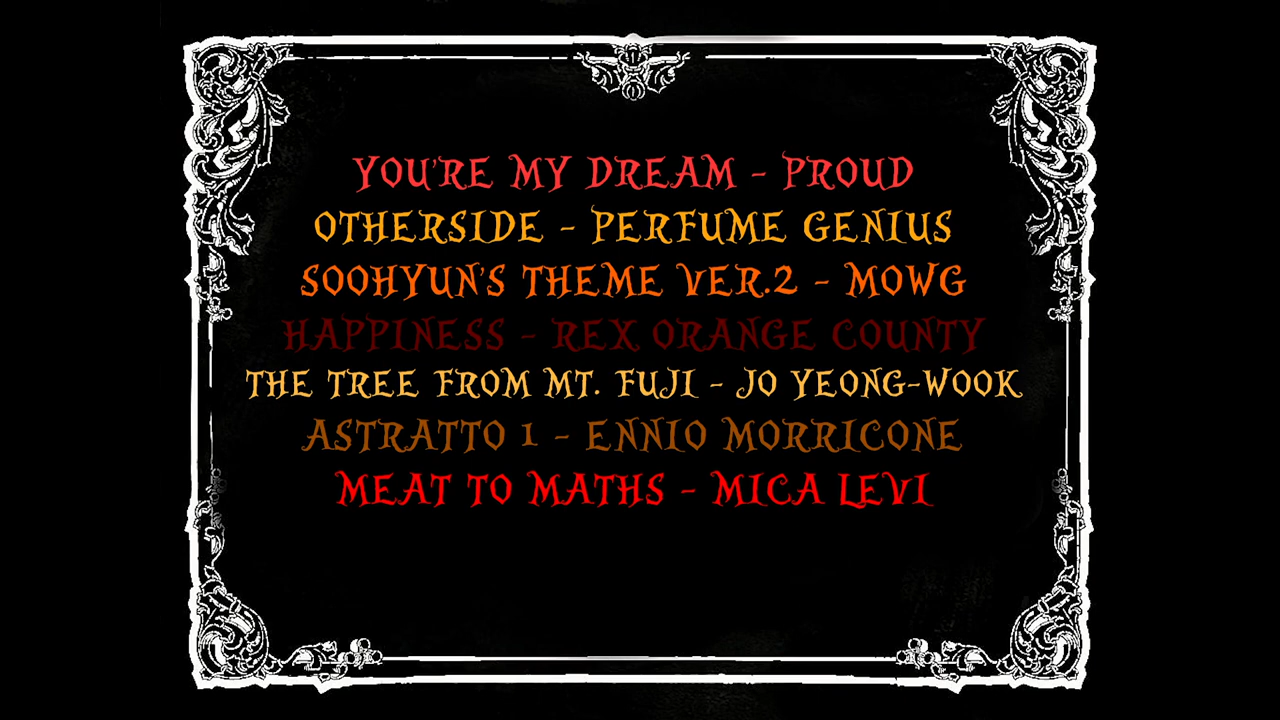 YOU'RE MY DREAM - PROUD
OTHERSIDE - PERFUME GENIUS
SOOHYUN'S THEME VER.2 - MOWG
HAPPINESS - REX ORANGE COUNTY
THE TREE FROM MT. FUJI - JO YEONG-WOOK
ASTRATTO 1 - ENNIO MORRICONE
MEAT TO MATHS - MICA LEVI